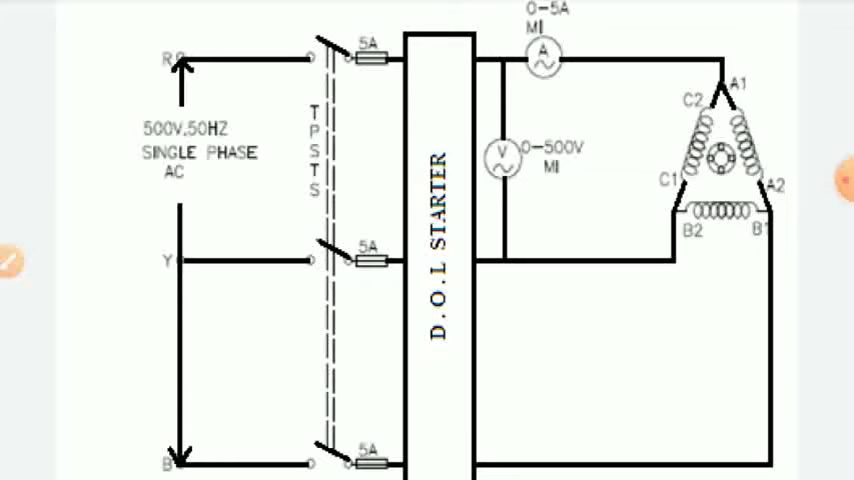 0-5A
MI
R
5A
A
A1
C2
500V,50HZ
SINGLE PHASE
AC
TPSTS
V
0-500V
MI
C1
A2
D.O.L STARTER
B2
B1
Y
5A
B
5A